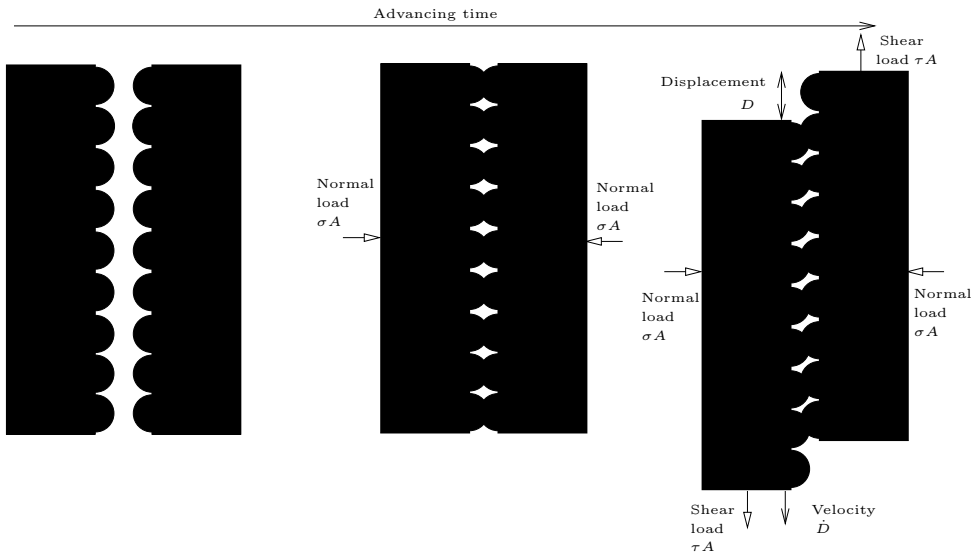 Advancing time
Normal
load
σA
Normal
load
σA
Displacement
D
Shear
load τA
Normal
load
σA
Normal
load
σA
Shear
load
τA
Velocity
Ḋ